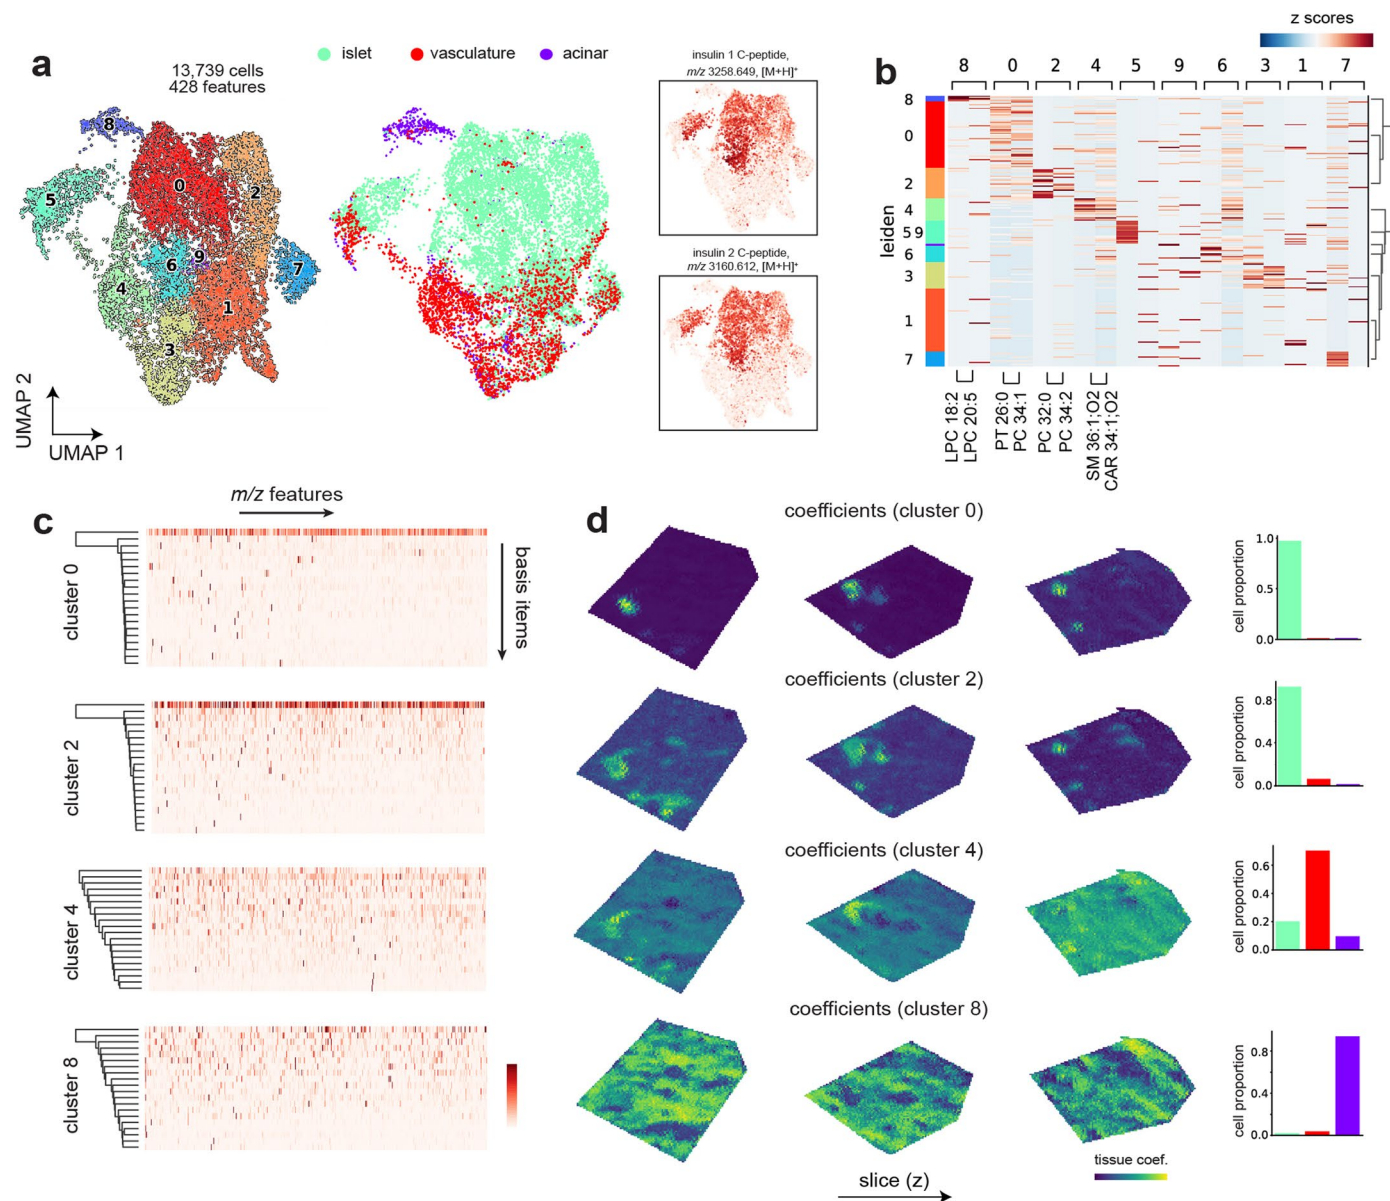 a
13,739 cells
428 features
islet
vasculature
acinar
8
5
0
2
6
9
7
4
1
3
UMAP 2
UMAP 1
insulin 1 C-peptide,
m/z 3258.649, [M+H]⁺
insulin 2 C-peptide,
m/z 3160.612, [M+H]⁺
b
z scores
8 0 2 4 5 9 6 3 1 7
leiden
8
0
2
4
5 9
6
3
1
7
LPC 18:2
LPC 20:5
PT 26:0
PC 34:1
PC 32:0
PC 34:2
SM 36:1;O2
CAR 34:1;O2
c
m/z features
basis items
cluster 0
cluster 2
cluster 4
cluster 8
d
coefficients (cluster 0)
cell proportion
1.0
0.5
0.0
coefficients (cluster 2)
cell proportion
0.8
0.4
0.0
coefficients (cluster 4)
cell proportion
0.6
0.4
0.2
0.0
coefficients (cluster 8)
cell proportion
0.8
0.4
0.0
tissue coef.
slice (z)